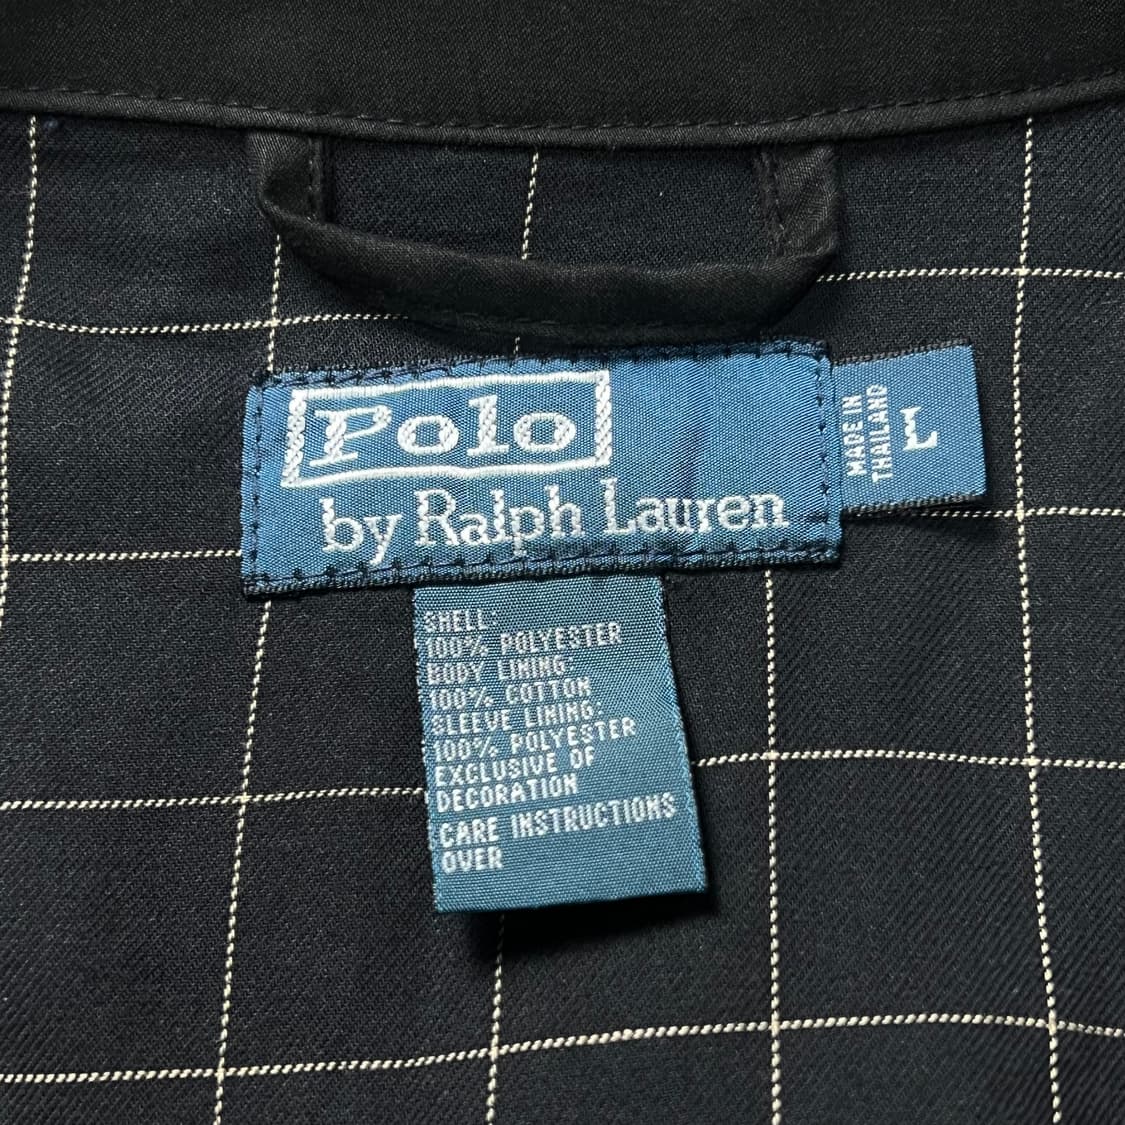 Polo
by Ralph Lauren
MADE IN
THAILAND
L
SHELL:
100% POLYESTER
BODY LINING:
100% COTTON
SLEEVE LINING:
100% POLYESTER
EXCLUSIVE OF
DECORATION
CARE INSTRUCTIONS
OVER